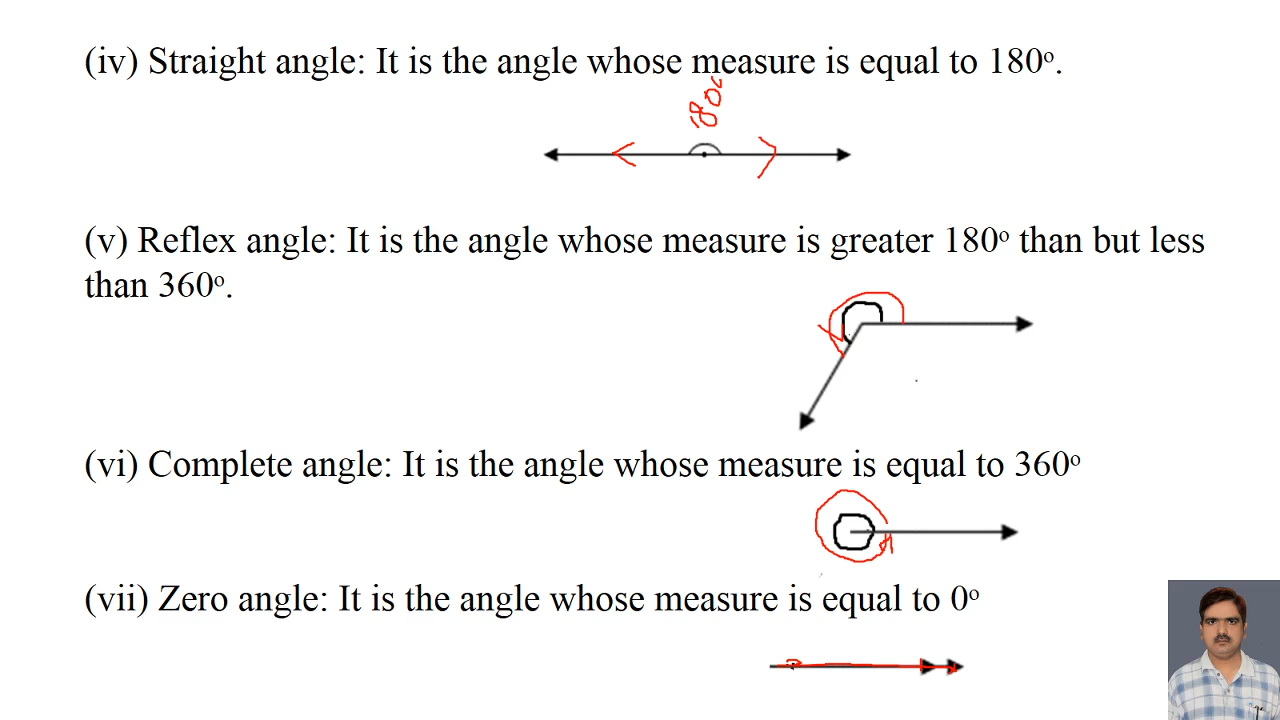 (iv) Straight angle: It is the angle whose measure is equal to 180º.
180º
(v) Reflex angle: It is the angle whose measure is greater 180º than but less
than 360º.
(vi) Complete angle: It is the angle whose measure is equal to 360º
(vii) Zero angle: It is the angle whose measure is equal to 0º